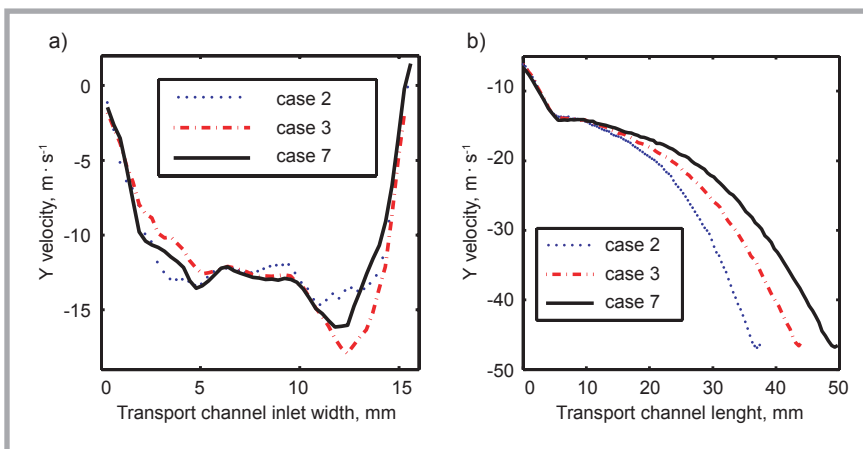 a)
Y velocity, m· s⁻¹
0
-5
-10
-15
case 2
case 3
case 7
0
5
10
15
Transport channel inlet width, mm
b)
Y velocity, m· s⁻¹
-10
-20
-30
-40
-50
case 2
case 3
case 7
0
10
20
30
40
50
Transport channel lenght, mm